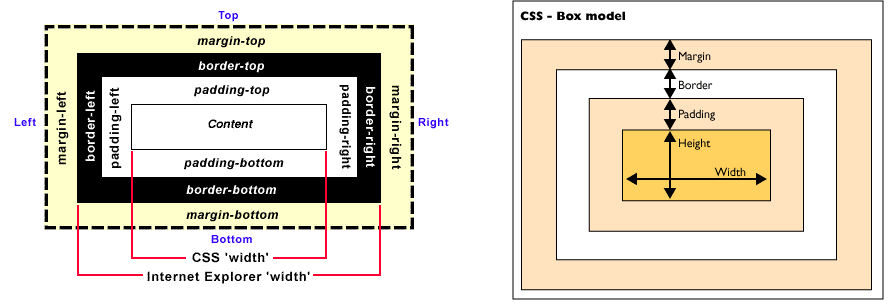 Top
margin-top
border-top
padding-top
Left
margin-left
border-left
padding-left
Content
padding-right
border-right
margin-right
Right
padding-bottom
border-bottom
margin-bottom
Bottom
CSS 'width'
Internet Explorer 'width'
CSS - Box model
Margin
Border
Padding
Height
Width